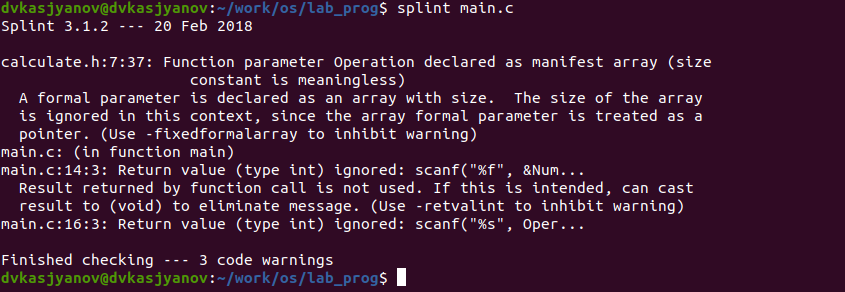 dvkasjyanov@dvkasjyanov:~/work/os/lab_prog$ splint main.c
Splint 3.1.2 --- 20 Feb 2018

calculate.h:7:37: Function parameter Operation declared as manifest array (size
                     constant is meaningless)
  A formal parameter is declared as an array with size.  The size of the array
  is ignored in this context, since the array formal parameter is treated as a
  pointer. (Use -fixedformalarray to inhibit warning)
main.c: (in function main)
main.c:14:3: Return value (type int) ignored: scanf("%f", &Num...
  Result returned by function call is not used. If this is intended, can cast
  result to (void) to eliminate message. (Use -retvalint to inhibit warning)
main.c:16:3: Return value (type int) ignored: scanf("%s", Oper...

Finished checking --- 3 code warnings
dvkasjyanov@dvkasjyanov:~/work/os/lab_prog$